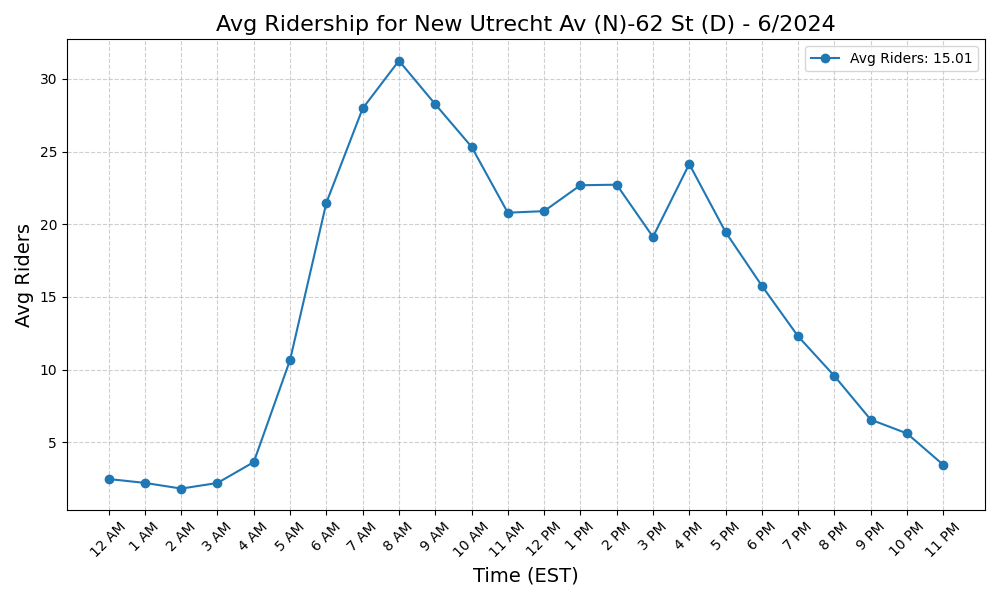 Avg Ridership for New Utrecht Av (N)-62 St (D) - 6/2024
Avg Riders: 15.01
Avg Riders
30
25
20
15
10
5
12 AM
1 AM
2 AM
3 AM
4 AM
5 AM
6 AM
7 AM
8 AM
9 AM
10 AM
11 AM
12 PM
1 PM
2 PM
3 PM
4 PM
5 PM
6 PM
7 PM
8 PM
9 PM
10 PM
11 PM
Time (EST)